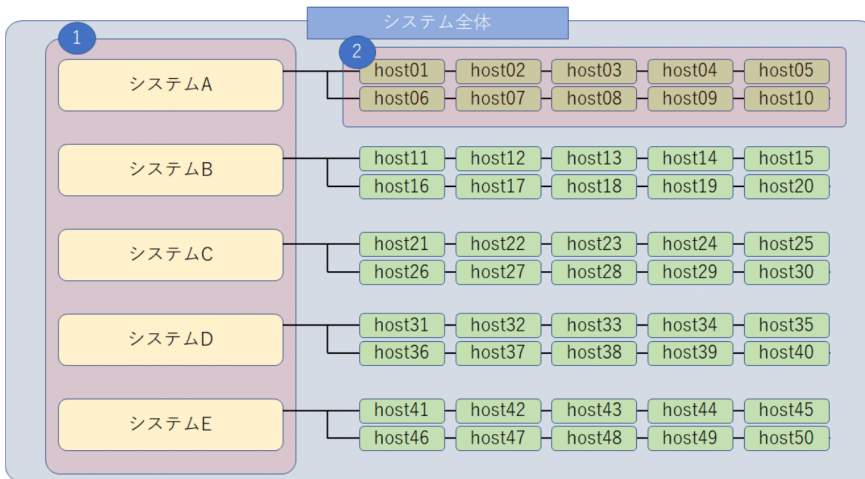 システム全体
1
2
システムA
host01 host02 host03 host04 host05
host06 host07 host08 host09 host10
システムB
host11 host12 host13 host14 host15
host16 host17 host18 host19 host20
システムC
host21 host22 host23 host24 host25
host26 host27 host28 host29 host30
システムD
host31 host32 host33 host34 host35
host36 host37 host38 host39 host40
システムE
host41 host42 host43 host44 host45
host46 host47 host48 host49 host50